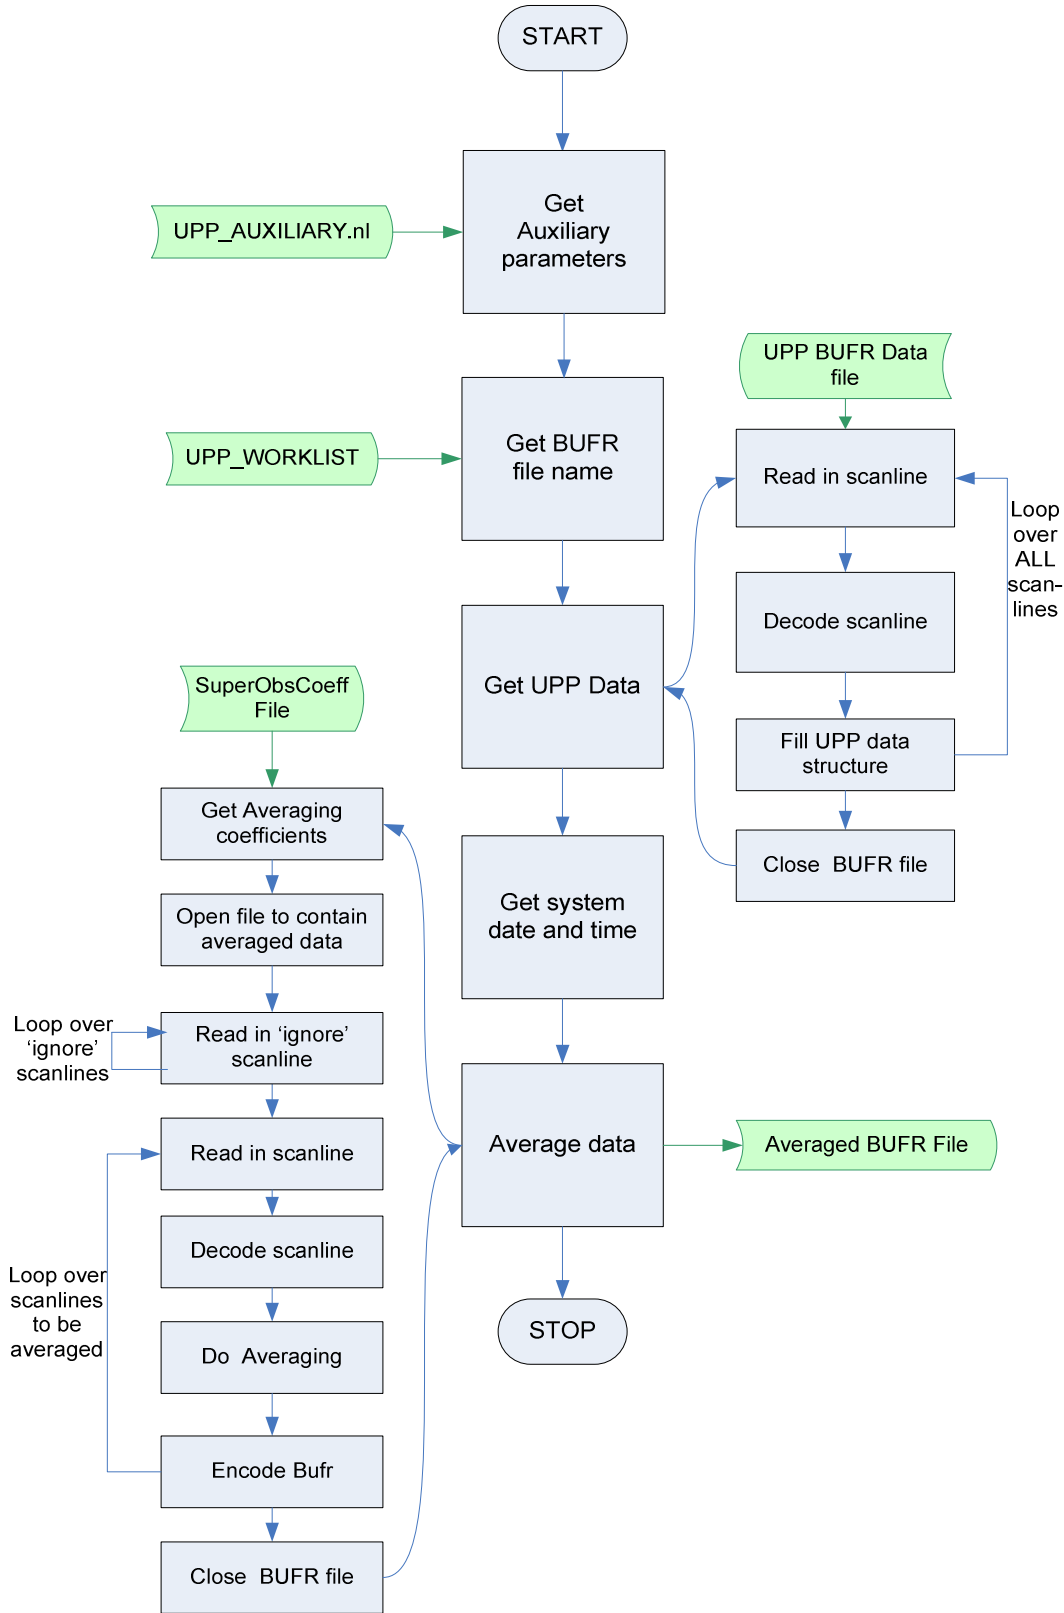 START
Get
Auxiliary
parameters
UPP_AUXILIARY.nl
Get BUFR
file name
UPP_WORKLIST
UPP BUFR Data
file
Read in scanline
Loop
over
ALL
scan-
lines
Decode scanline
Fill UPP data
structure
Close BUFR file
Get UPP Data
Get system
date and time
SuperObsCoeff
File
Get Averaging
coefficients
Open file to contain
averaged data
Loop over
‘ignore’
scanlines
Read in ‘ignore’
scanline
Read in scanline
Decode scanline
Loop over
scanlines
to be
averaged
Do Averaging
Encode Bufr
Close BUFR file
Average data
Averaged BUFR File
STOP